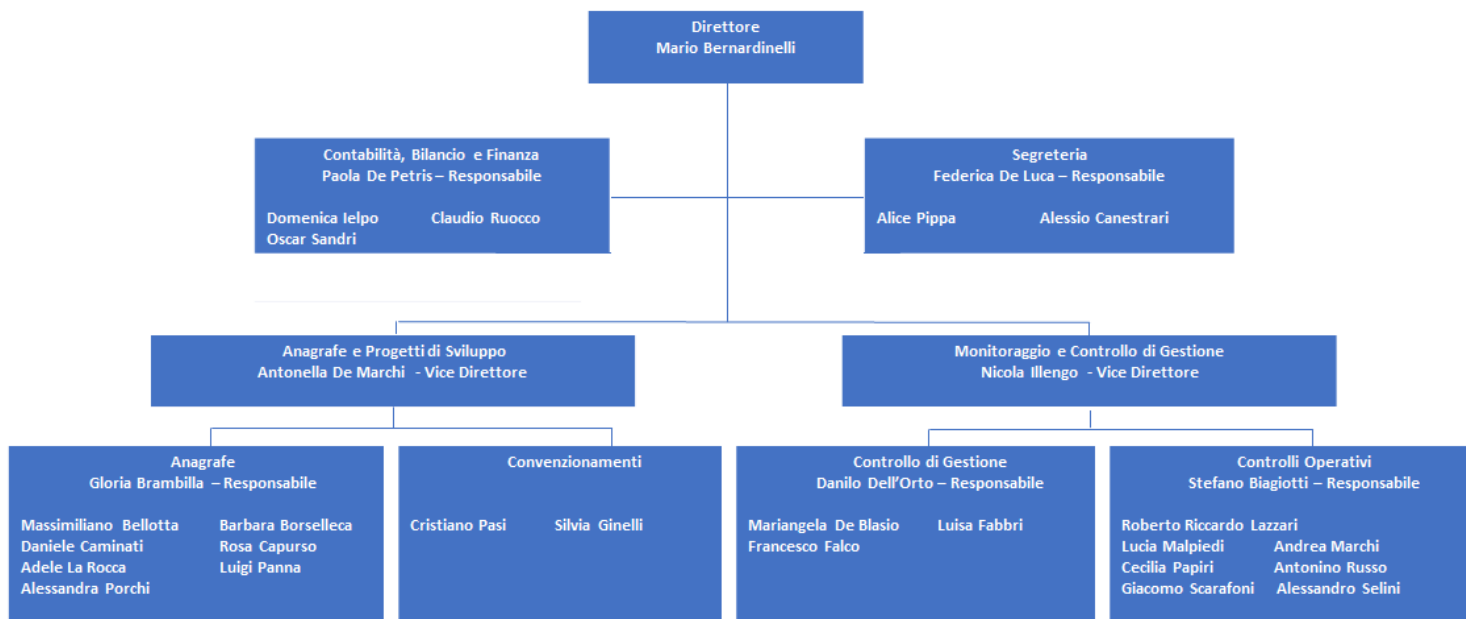 Direttore
Mario Bernardinelli
Contabilità, Bilancio e Finanza
Paola De Petris – Responsabile
Domenica Ielpo Claudio Ruocco
Oscar Sandri
Segreteria
Federica De Luca – Responsabile
Alice Pippa Alessio Canestrari
Anagrafe e Progetti di Sviluppo
Antonella De Marchi - Vice Direttore
Monitoraggio e Controllo di Gestione
Nicola Illengo - Vice Direttore
Anagrafe
Gloria Brambilla – Responsabile
Massimiliano Bellotta Barbara Borselleca
Daniele Caminati Rosa Capurso
Adele La Rocca Luigi Panna
Alessandra Porchi
Convenzionamenti
Cristiano Pasi Silvia Ginelli
Controllo di Gestione
Danilo Dell’Orto – Responsabile
Mariangela De Blasio Luisa Fabbri
Francesco Falco
Controlli Operativi
Stefano Biagiotti – Responsabile
Roberto Riccardo Lazzari
Lucia Malpiedi Andrea Marchi
Cecilia Papiri Antonino Russo
Giacomo Scarafoni Alessandro Selini